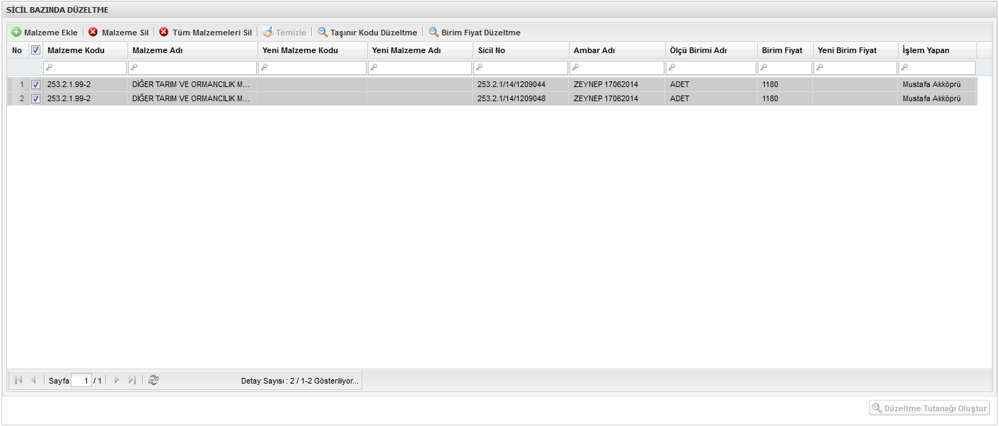 SİCİL BAZINDA DÜZELTME
Malzeme Ekle Malzeme Sil Tüm Malzemeleri Sil Temizle Taşınır Kodu Düzeltme Birim Fiyat Düzeltme
No Malzeme Kodu Malzeme Adı Yeni Malzeme Kodu Yeni Malzeme Adı Sicil No Ambar Adı Ölçü Birimi Adı Birim Fiyat Yeni Birim Fiyat İşlem Yapan
1 253.2.1.99-2 DİĞER TARIM VE ORMANCILIK M... 253.2.1/14/1209044 ZEYNEP 17062014 ADET 1180 Mustafa Akköprü
2 253.2.1.99-2 DİĞER TARIM VE ORMANCILIK M... 253.2.1/14/1209048 ZEYNEP 17062014 ADET 1180 Mustafa Akköprü
Sayfa 1 / 1 Detay Sayısı : 2 / 1-2 Gösteriliyor...
Düzeltme Tutanağı Oluştur